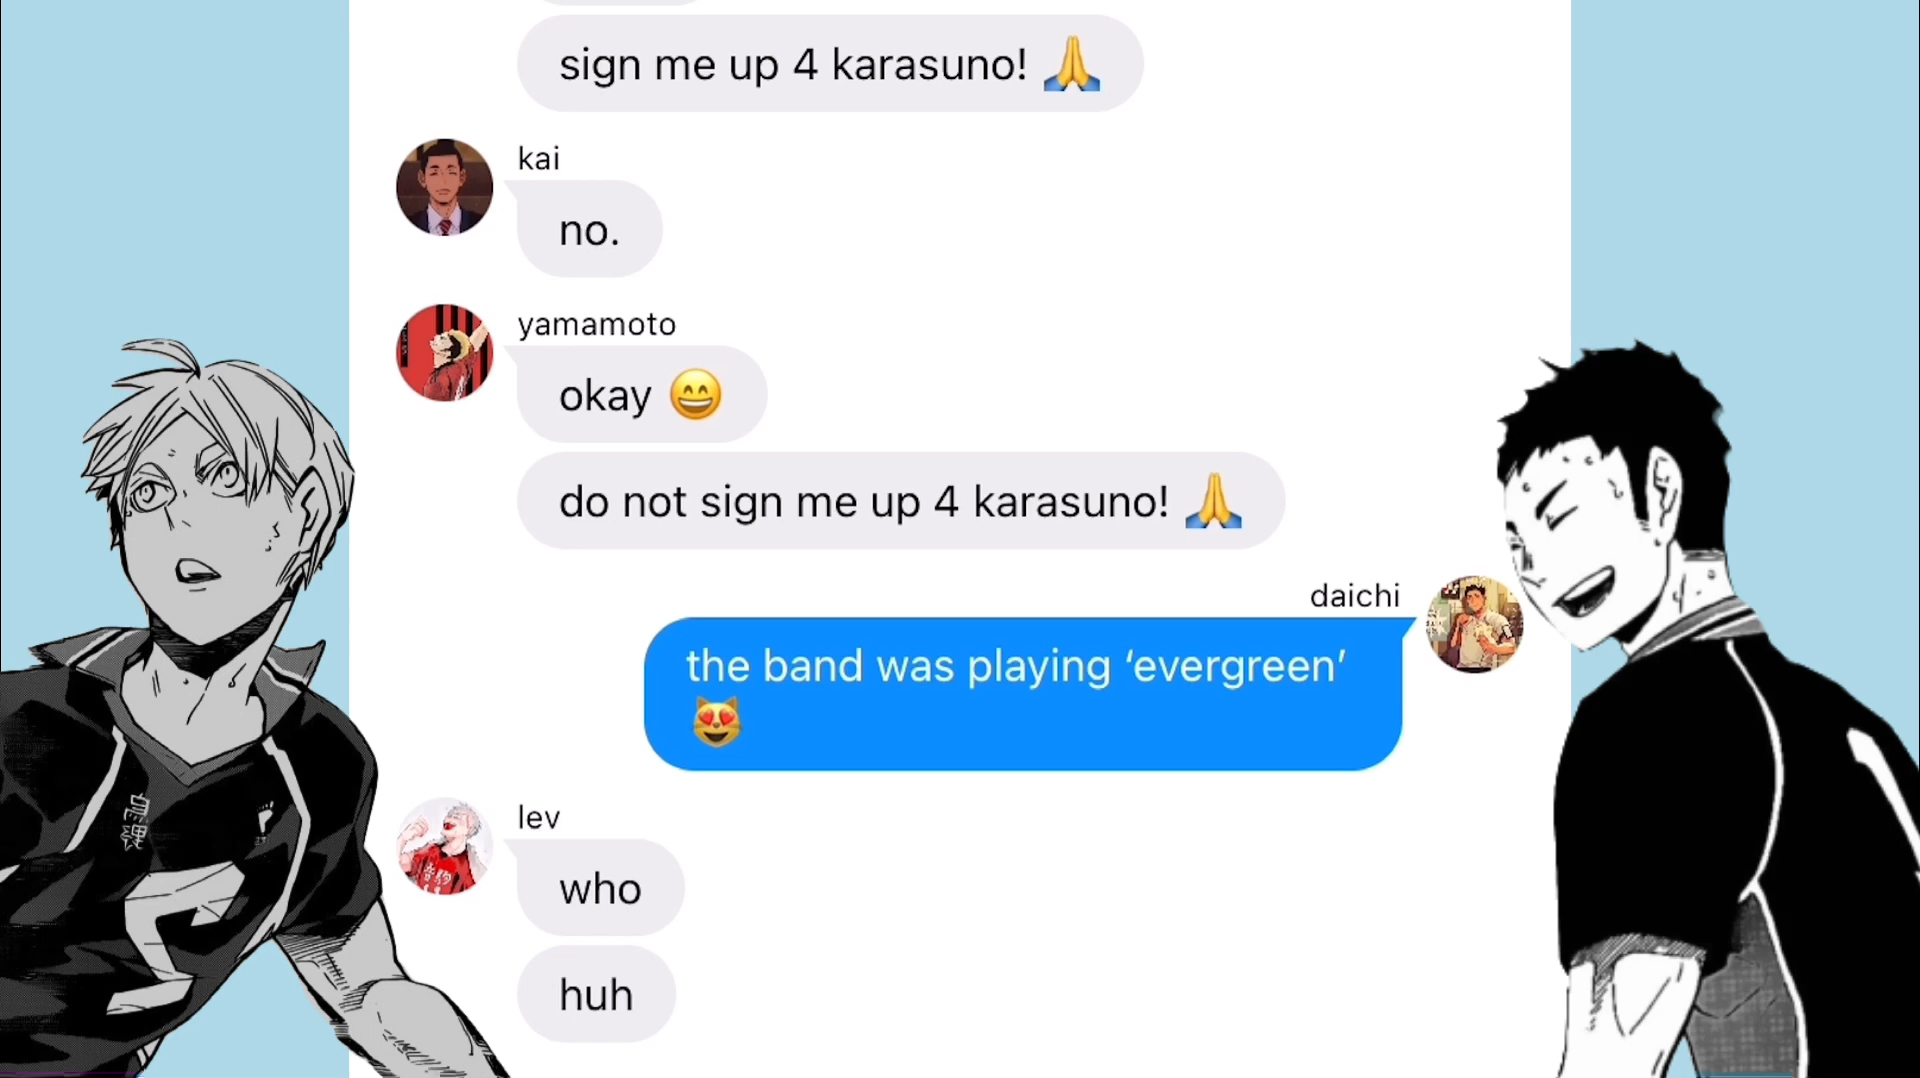 sign me up 4 karasuno! 🙏
kai
no.
yamamoto
okay 😄
do not sign me up 4 karasuno! 🙏
daichi
the band was playing ‘evergreen’
😻
lev
who
huh